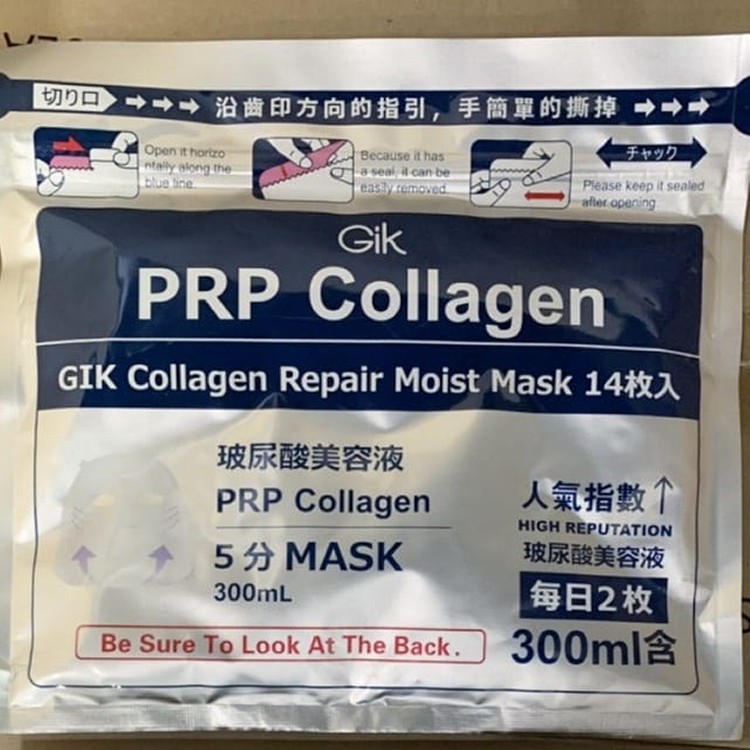 切り口
沿齒印方向的指引，手簡單的撕掉
Open it horizo
ntally along the
blue line.
Because it has
a seal, it can be
easily removed.
チャック
Please keep it sealed
after opening
Gik
PRP Collagen
GIK Collagen Repair Moist Mask 14枚入
玻尿酸美容液
PRP Collagen
5分 MASK
300mL
Be Sure To Look At The Back.
人氣指數↑
HIGH REPUTATION
玻尿酸美容液
每日2枚
300ml含